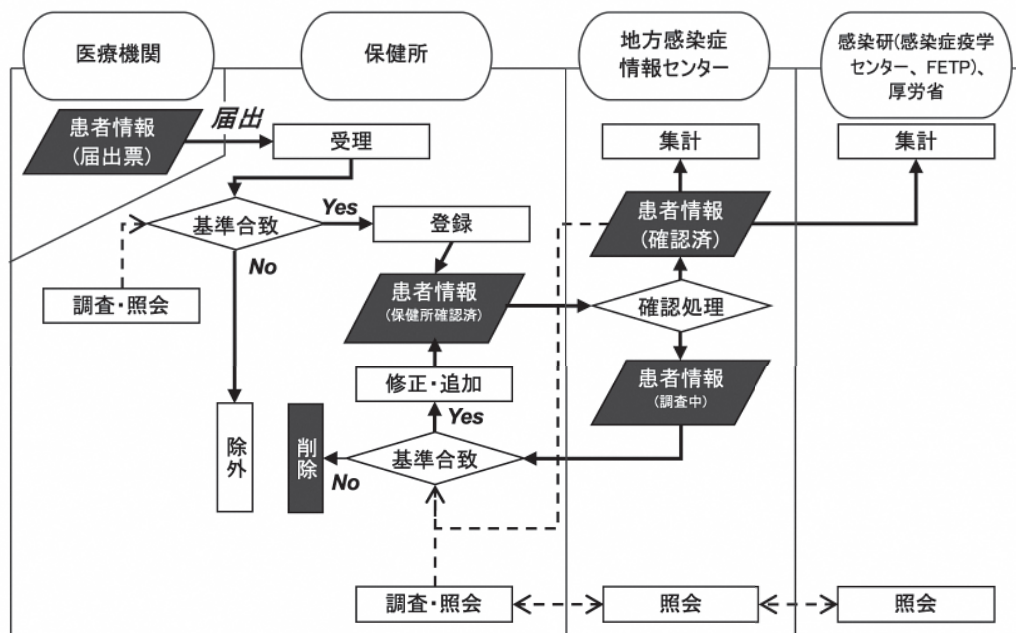 医療機関
保健所
地方感染症
情報センター
感染研(感染症疫学
センター、FETP)、
厚労省
患者情報
(届出票)
届出
受理
集計
集計
基準合致
Yes
登録
患者情報
(確認済)
No
調査・照会
患者情報
(保健所確認済)
確認処理
修正・追加
患者情報
(調査中)
Yes
除外
削除
No
基準合致
調査・照会
照会
照会